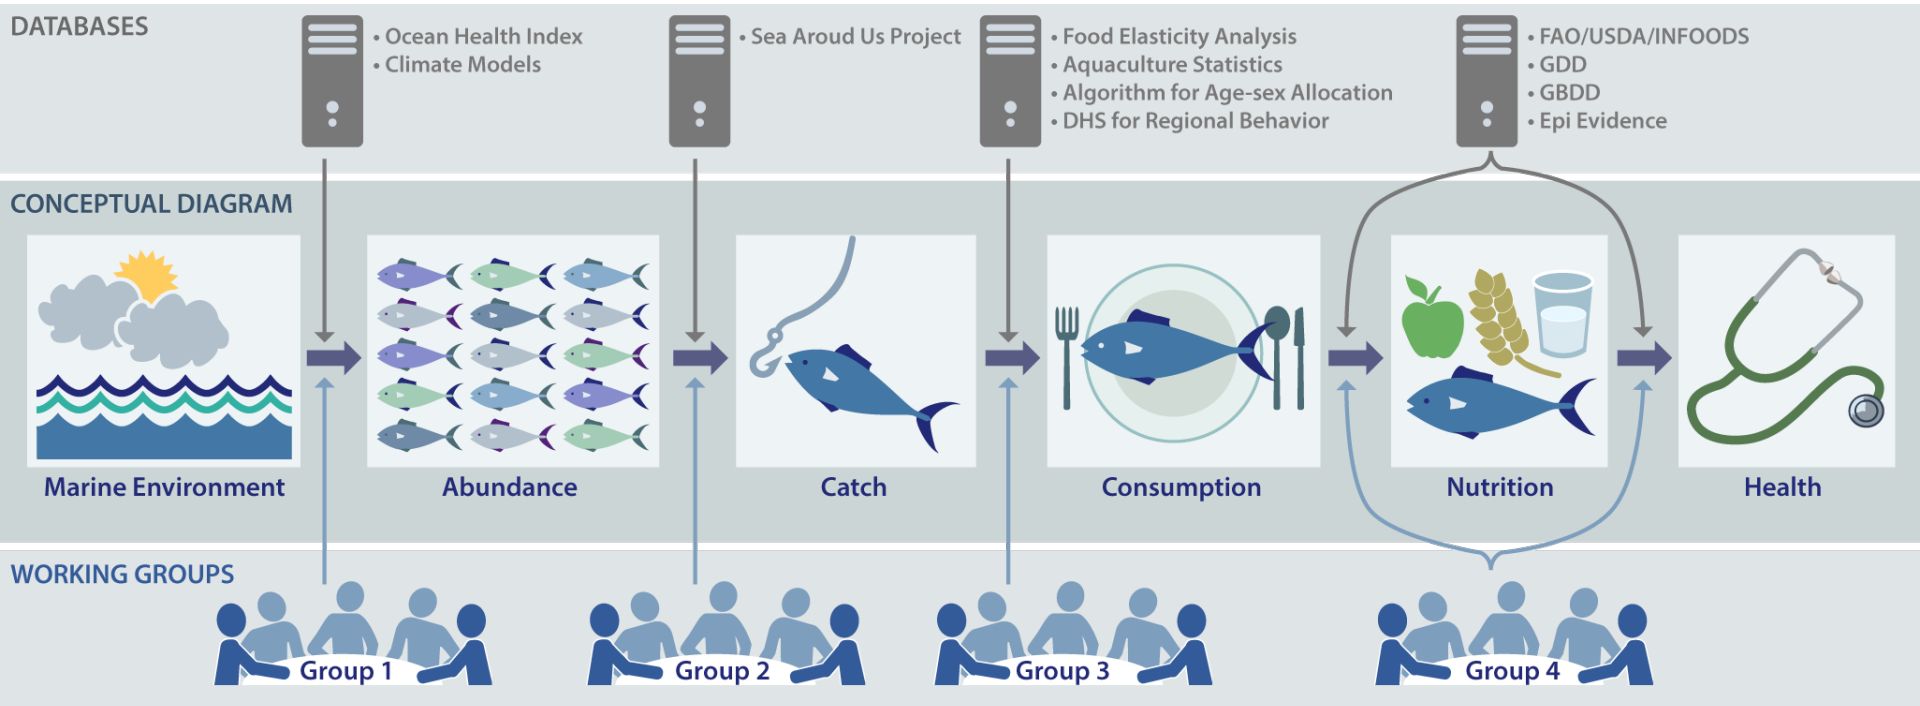 DATABASES
• Ocean Health Index
• Climate Models
• Sea Aroud Us Project
• Food Elasticity Analysis
• Aquaculture Statistics
• Algorithm for Age-sex Allocation
• DHS for Regional Behavior
• FAO/USDA/INFOODS
• GDD
• GBDD
• Epi Evidence
CONCEPTUAL DIAGRAM
Marine Environment
Abundance
Catch
Consumption
Nutrition
Health
WORKING GROUPS
Group 1
Group 2
Group 3
Group 4